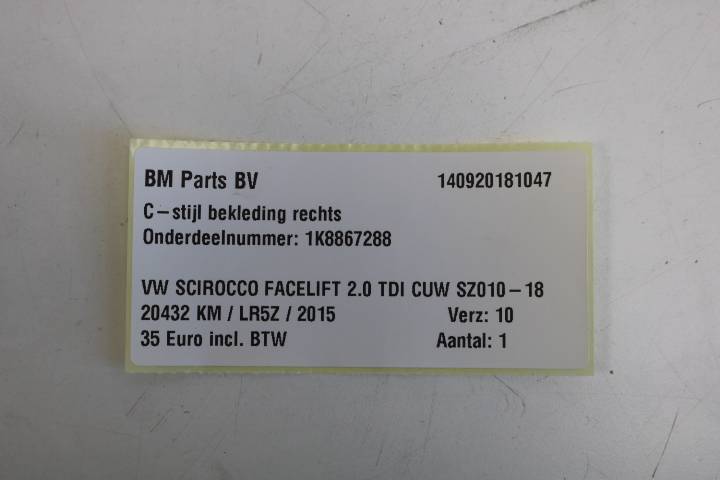 BM Parts BV 140920181047
C-stijl bekleding rechts
Onderdeelnummer: 1K8867288
VW SCIROCCO FACELIFT 2.0 TDI CUW SZ010-18
20432 KM / LR5Z / 2015 Verz: 10
35 Euro incl. BTW Aantal: 1